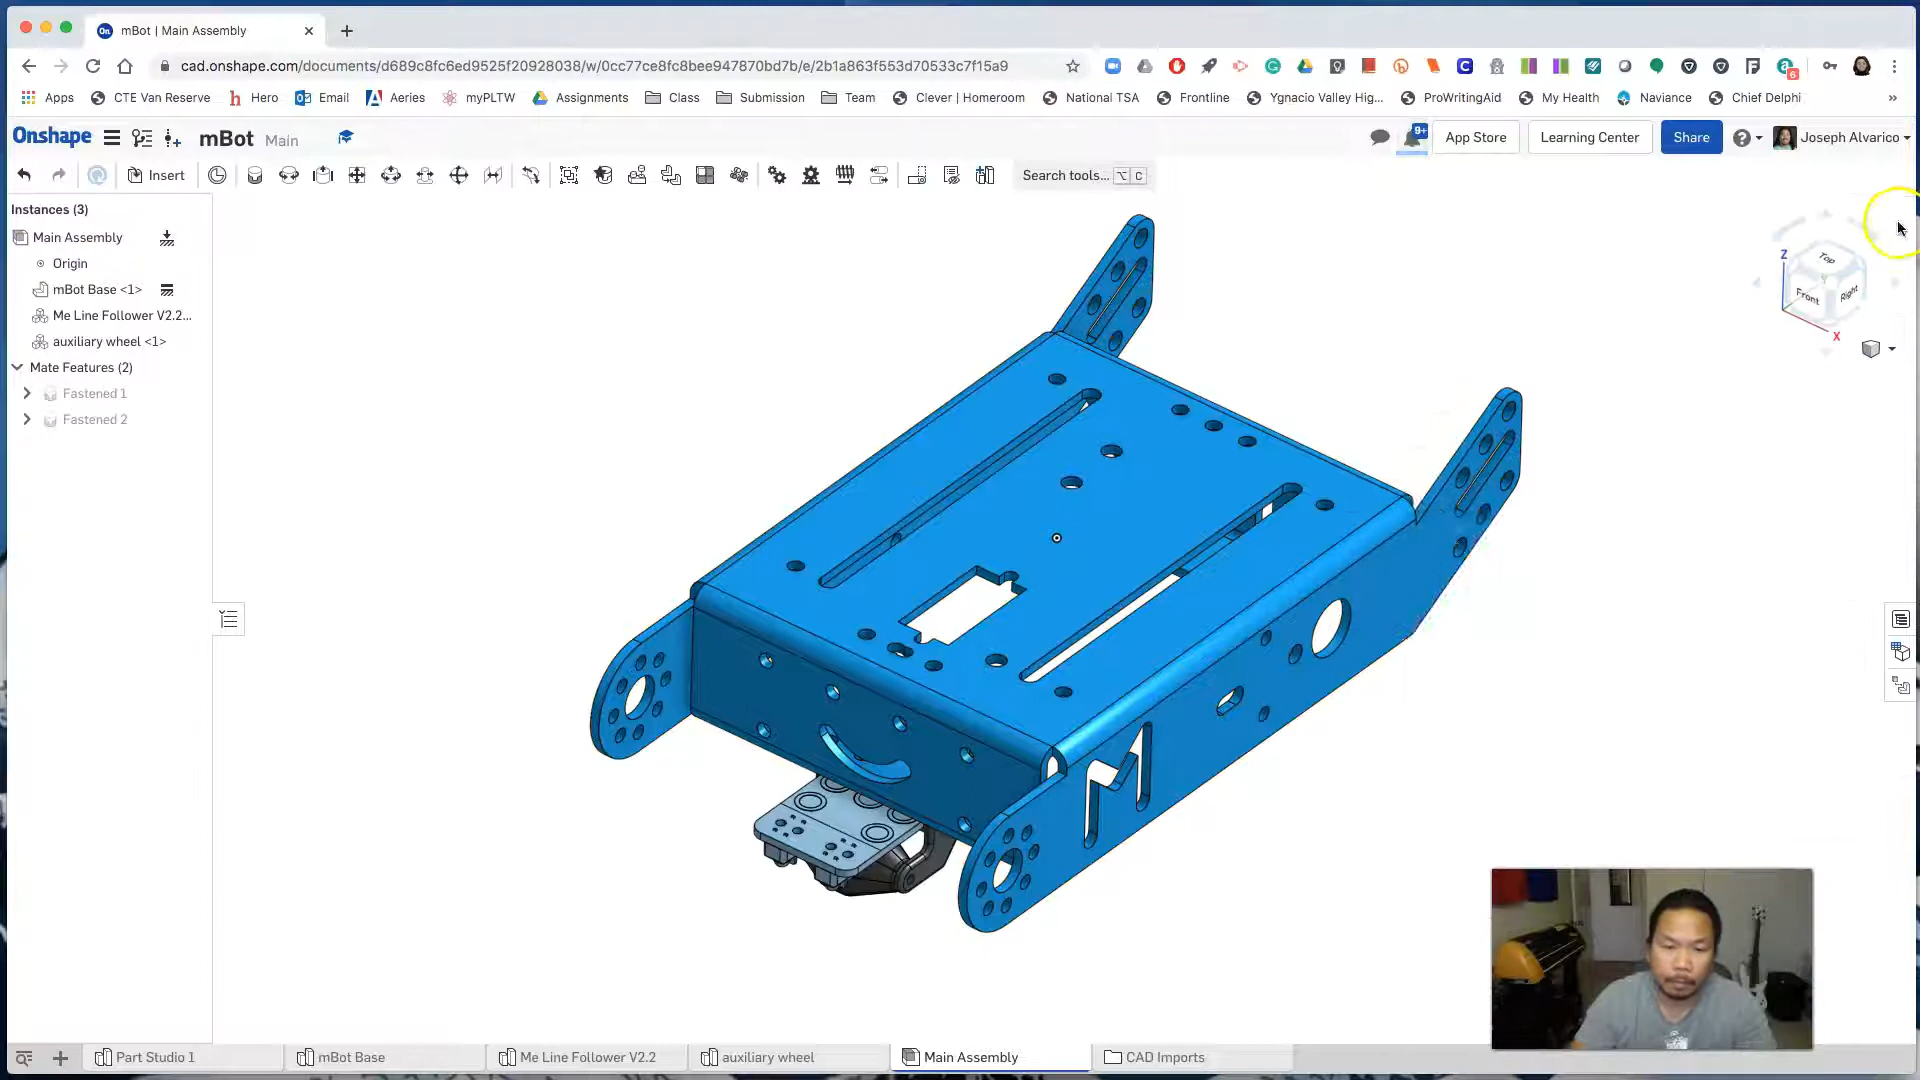 mBot | Main Assembly
cad.onshape.com/documents/d689c8fc6ed9525f20928038/w/0cc77ce8fc8bee947870bd7b/e/2b1a863f553d70533c7f15a9
Apps CTE Van Reserve Hero Email Aeries myPLTW Assignments Class Submission Team Clever | Homeroom National TSA Frontline Ygnacio Valley Hig... ProWritingAid My Health Naviance Chief Delphi »
Onshape mBot Main 9+ App Store Learning Center Share Joseph Alvarico
Insert Search tools... ⌥ C
Instances (3)
Main Assembly
Origin
mBot Base <1>
Me Line Follower V2.2...
auxiliary wheel <1>
Mate Features (2)
Fastened 1
Fastened 2
Z
Top
Front
Right
X
Part Studio 1 mBot Base Me Line Follower V2.2 auxiliary wheel Main Assembly CAD Imports